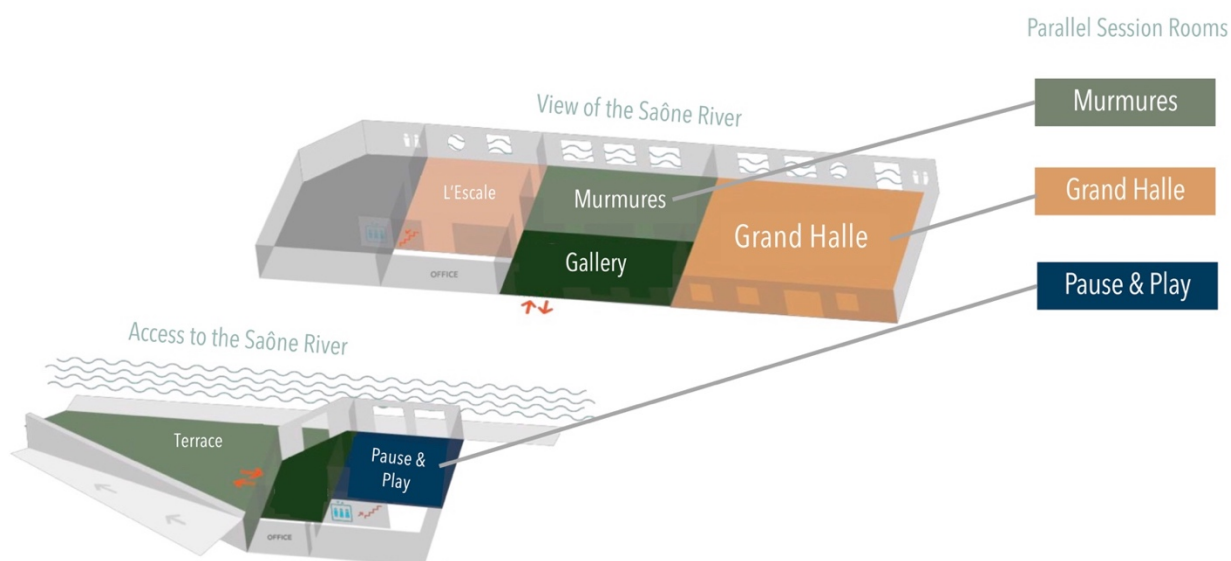 Parallel Session Rooms
Murmures
Grand Halle
Pause & Play
View of the Saône River
L'Escale
Murmures
Grand Halle
Gallery
OFFICE
Access to the Saône River
Terrace
Pause &
Play
OFFICE